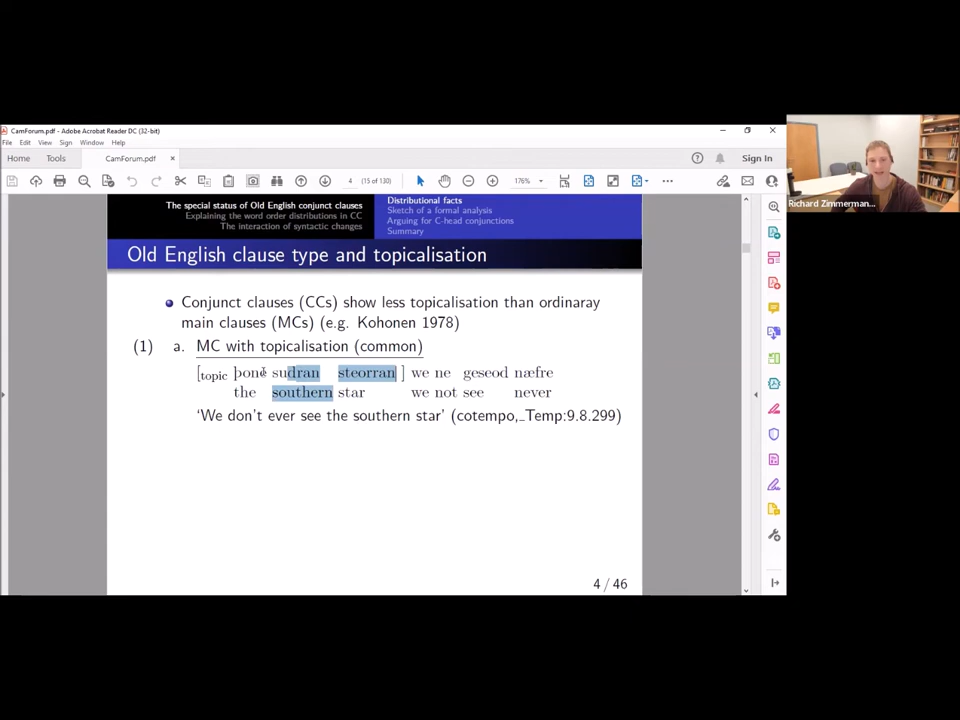 CamForum.pdf - Adobe Acrobat Reader DC (32-bit)
File Edit View Sign Window Help
Home Tools CamForum.pdf × Sign In
4 (15 of 130) 176%
The special status of Old English conjunct clauses
Explaining the word order distributions in CC
The interaction of syntactic changes
Distributional facts
Sketch of a formal analysis
Arguing for C-head conjunctions
Summary
Old English clause type and topicalisation
Conjunct clauses (CCs) show less topicalisation than ordinaray
main clauses (MCs) (e.g. Kohonen 1978)
(1) a. MC with topicalisation (common)
[topic þone sudran steorran ] we ne geseod næfre
the southern star we not see never
‘We don’t ever see the southern star’ (cotempo,_Temp:9.8.299)
4 / 46
Richard Zimmerman...